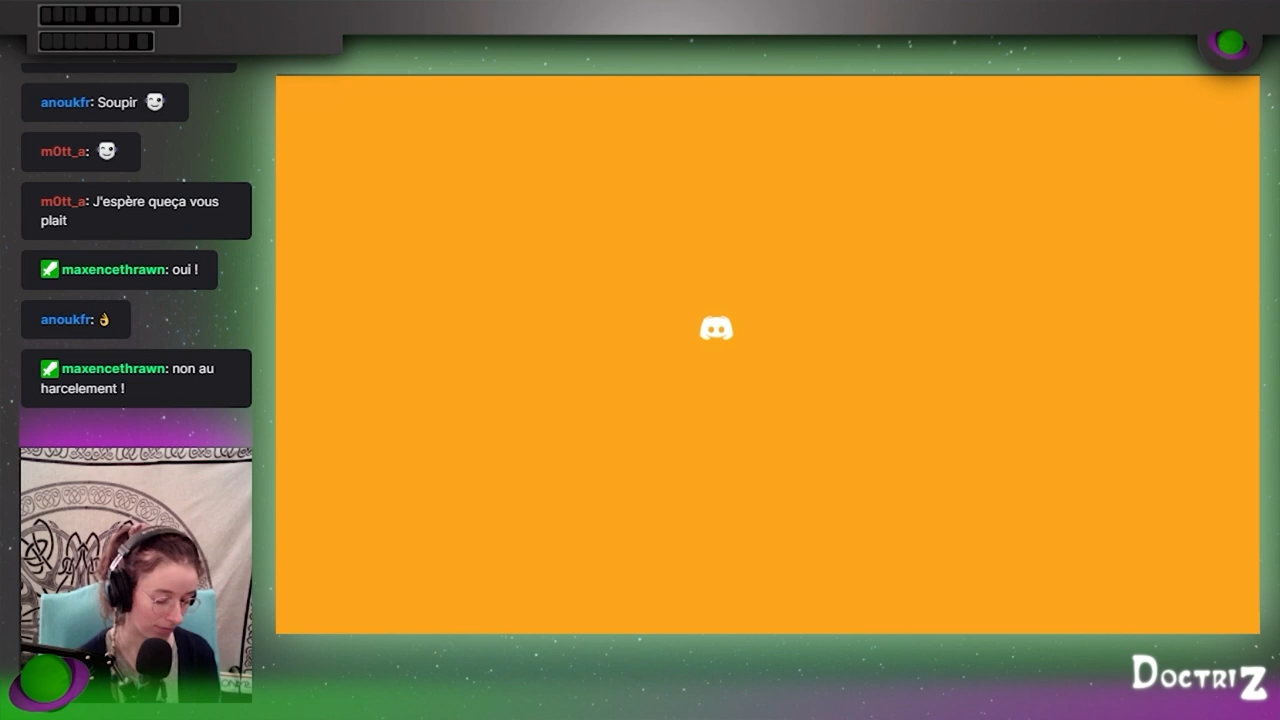 anoukfr: Soupir
m0tt_a:
m0tt_a: J'espère queça vous
plait
maxencethrawn: oui !
anoukfr: 👌
maxencethrawn: non au
harcelement !
DOCTRIZ